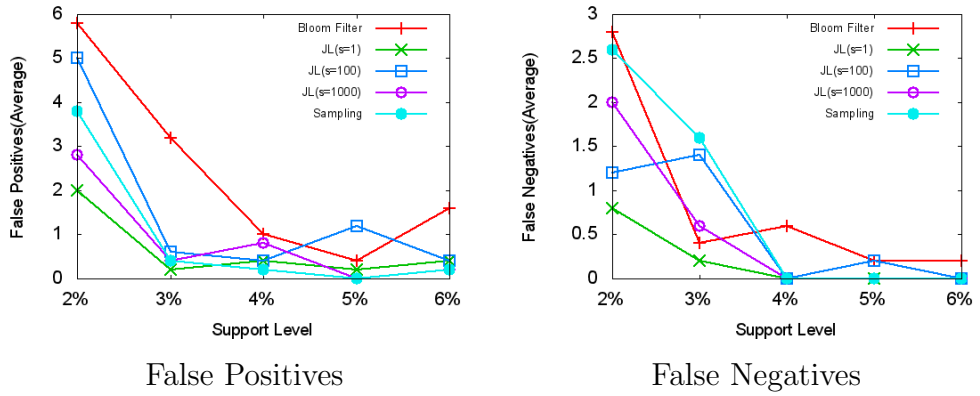 False Positives(Average)
6
5
4
3
2
1
0
2%
3%
4%
5%
6%
Support Level
Bloom Filter
JL(s=1)
JL(s=100)
JL(s=1000)
Sampling
False Positives
False Negatives(Average)
3
2.5
2
1.5
1
0.5
0
2%
3%
4%
5%
6%
Support Level
Bloom Filter
JL(s=1)
JL(s=100)
JL(s=1000)
Sampling
False Negatives